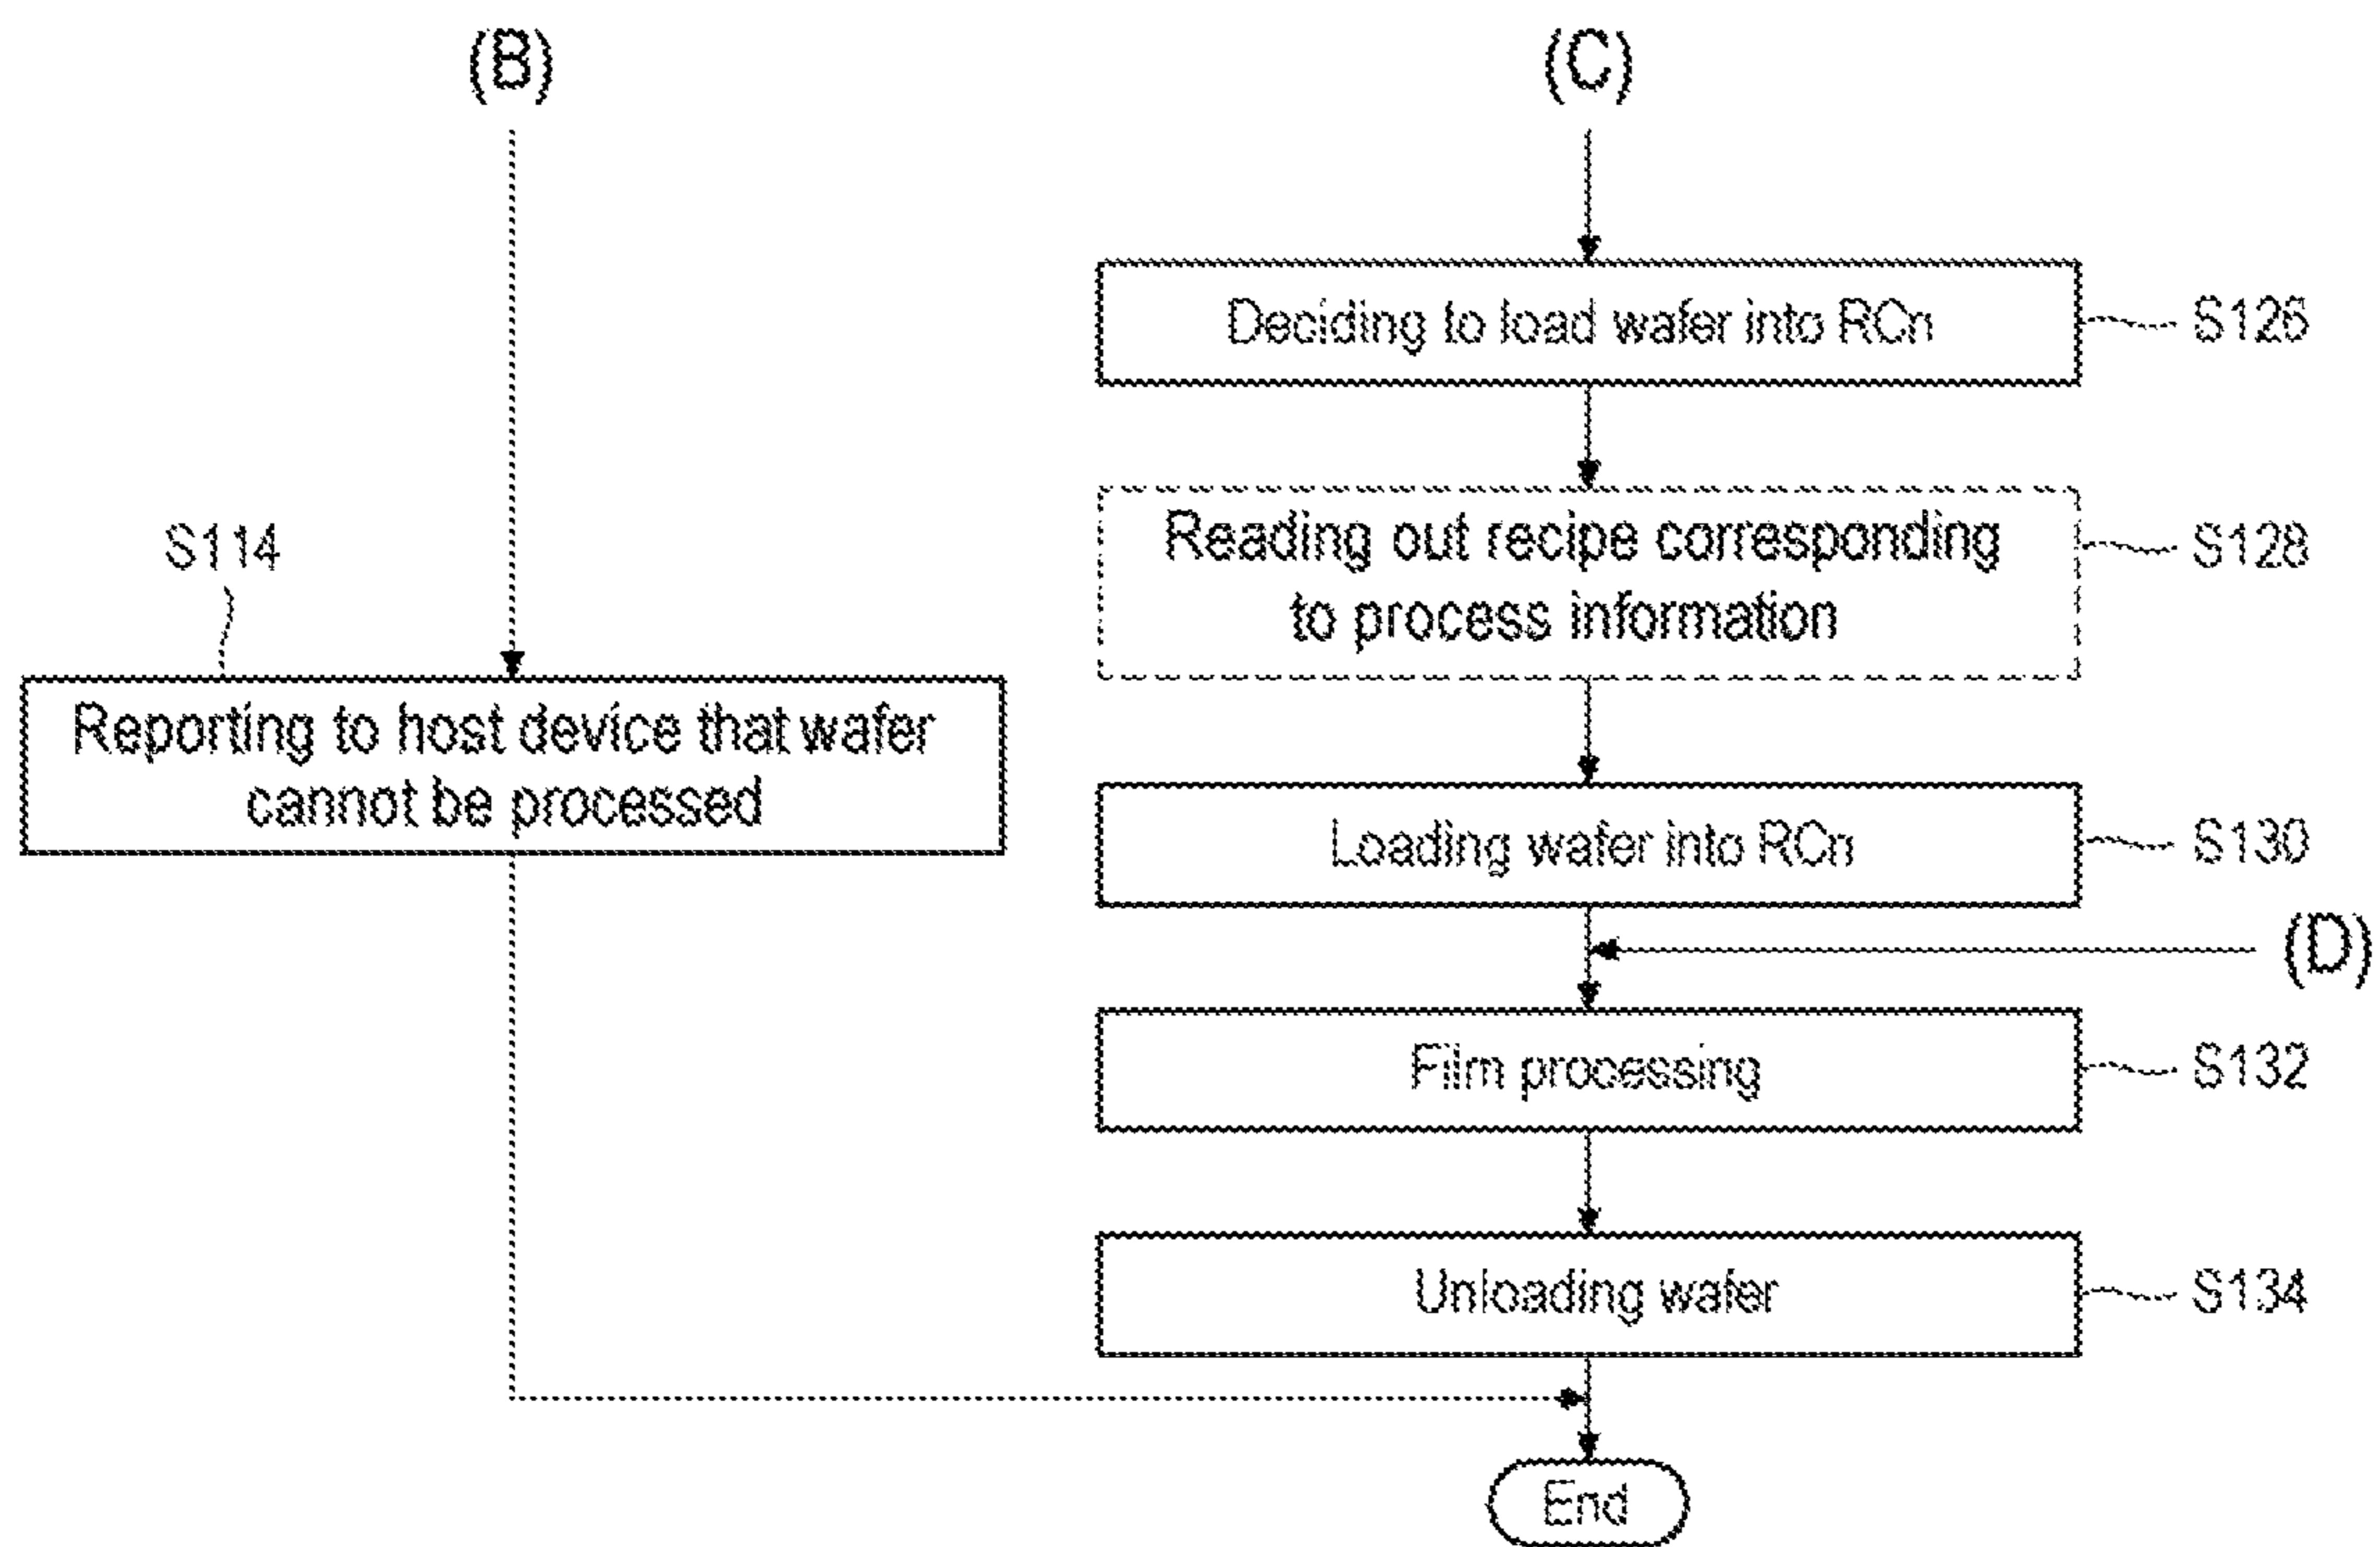 (B)
(C)
Deciding to load wafer into RCn
S126
Reading out recipe corresponding
to process information
S128
S114
Reporting to host device that wafer
cannot be processed
Loading wafer into RCn
S130
(D)
Film processing
S132
Unloading wafer
S134
End